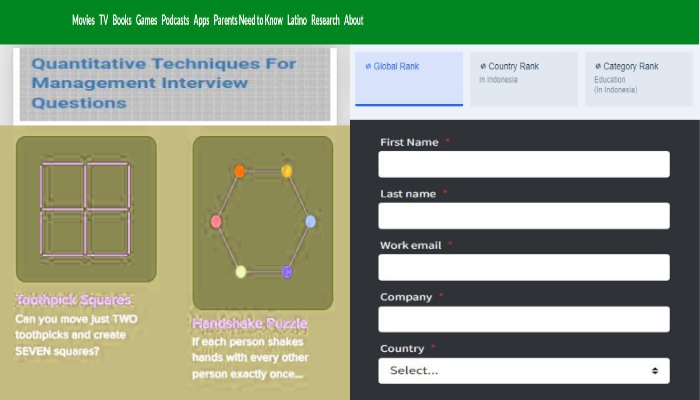 Movies TV Books Games Podcasts Apps Parents Need to Know Latino Research About
Quantitative Techniques For
Management Interview
Questions
Global Rank
Country Rank
In Indonesia
Category Rank
Education
(In Indonesia)
Toothpick Squares
Can you move just TWO
toothpicks and create
SEVEN squares?
Handshake Puzzle
If each person shakes
hands with every other
person exactly once...
First Name *
Last name *
Work email *
Company *
Country *
Select...